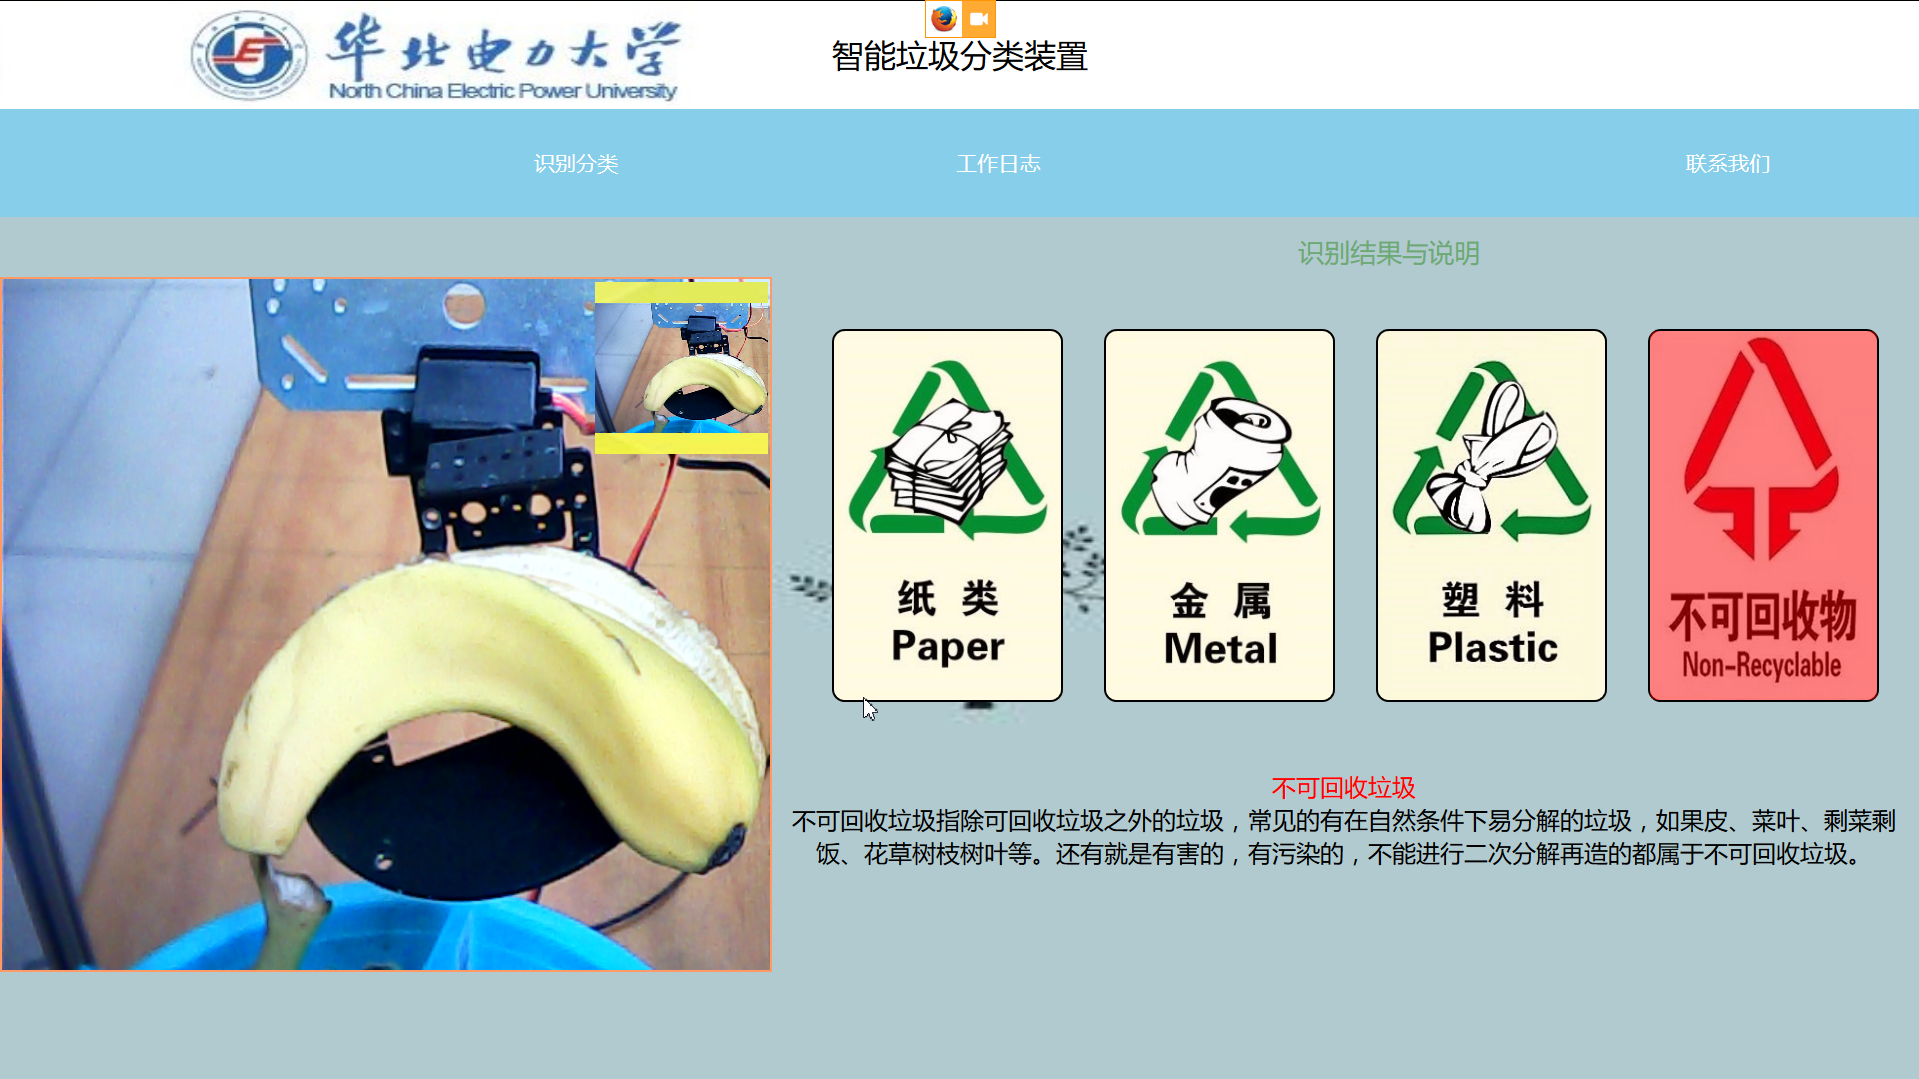 华北电力大学
North China Electric Power University
智能垃圾分类装置
识别分类
工作日志
联系我们
识别结果与说明
纸 类
Paper
金 属
Metal
塑 料
Plastic
不可回收物
Non-Recyclable
不可回收垃圾
不可回收垃圾指除可回收垃圾之外的垃圾，常见的有在自然条件下易分解的垃圾，如果皮、菜叶、剩菜剩
饭、花草树枝树叶等。还有就是有害的，有污染的，不能进行二次分解再造的都属于不可回收垃圾。